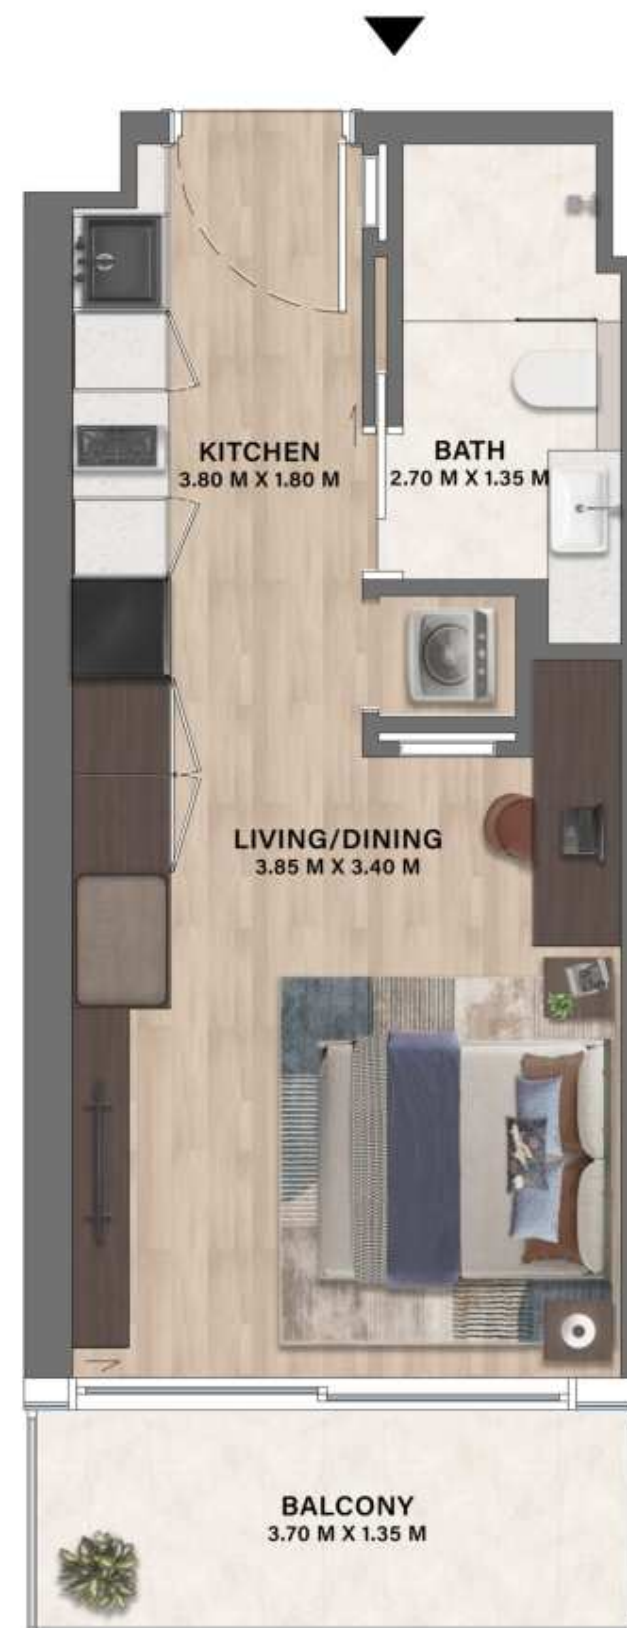 KITCHEN
3.80 M X 1.80 M
BATH
2.70 M X 1.35 M
LIVING/DINING
3.85 M X 3.40 M
BALCONY
3.70 M X 1.35 M